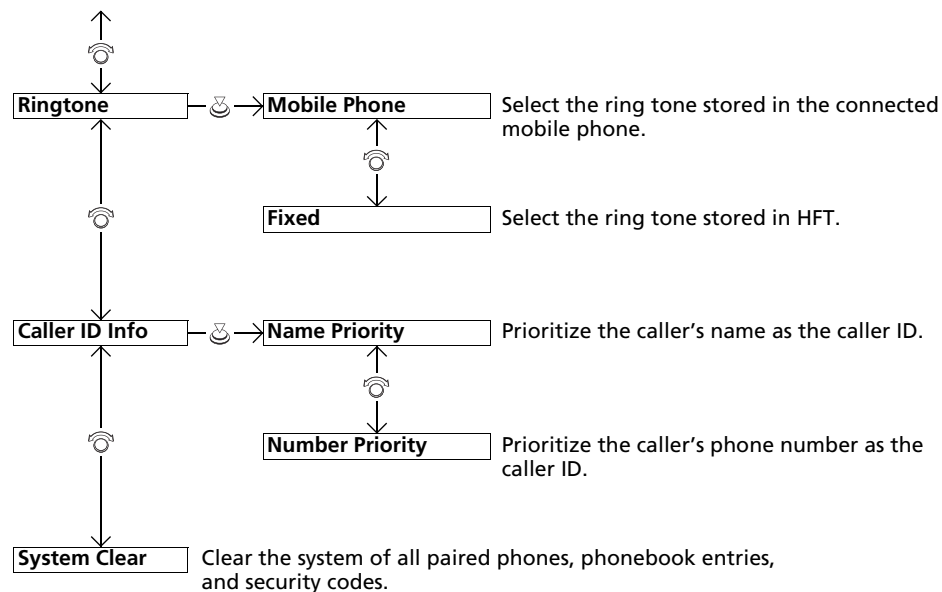 Ringtone
Mobile Phone
Select the ring tone stored in the connected
mobile phone.
Fixed
Select the ring tone stored in HFT.
Caller ID Info
Name Priority
Prioritize the caller’s name as the caller ID.
Number Priority
Prioritize the caller’s phone number as the
caller ID.
System Clear
Clear the system of all paired phones, phonebook entries,
and security codes.